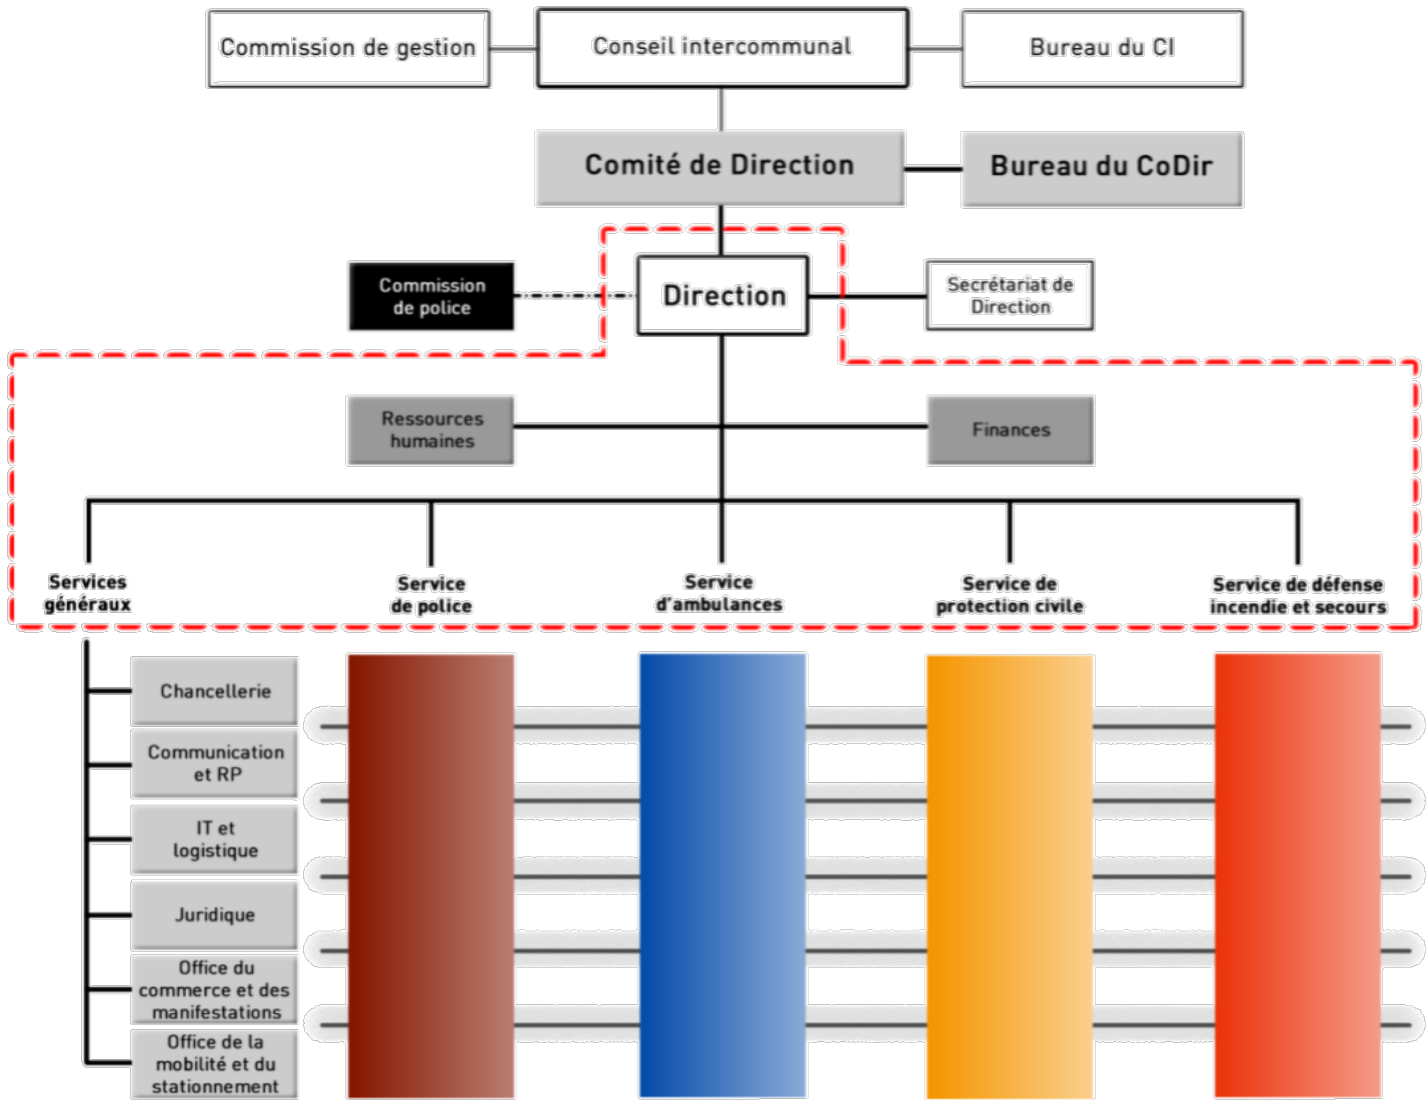 Commission de gestion
Conseil intercommunal
Bureau du CI
Comité de Direction
Bureau du CoDir
Commission
de police
Direction
Secrétariat de
Direction
Ressources
humaines
Finances
Services
généraux
Service
de police
Service
d'ambulances
Service de
protection civile
Service de défense
incendie et secours
Chancellerie
Communication
et RP
IT et
logistique
Juridique
Office du
commerce et des
manifestations
Office de la
mobilité et du
stationnement